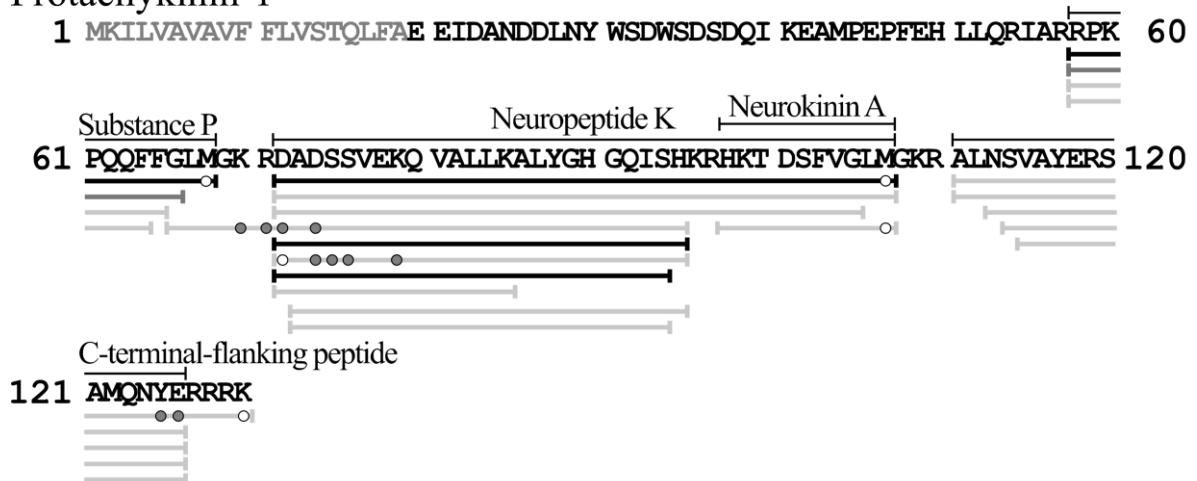 Protachykinin-1
1 MKILVAVAVF FLVSTQLFAE EIDANDDLNY WSDWSDSDQI KEAMPEPFEH LLQRIARRPK 60
Substance P Neuropeptide K Neurokinin A
61 PQQFFGLMGK RDADSSVEKQ VALLKALYGH GQISHKRHKT DSFVGLMGKR ALNSVAYERS 120
C-terminal-flanking peptide
121 AMQNYERRRK